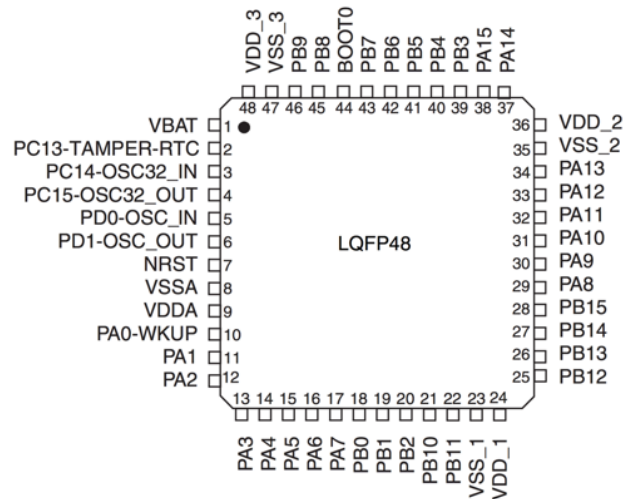 VDD_3
VSS_3
PB9
PB8
BOOT0
PB7
PB6
PB5
PB4
PB3
PA15
PA14
48 47 46 45 44 43 42 41 40 39 38 37
VBAT 1
PC13-TAMPER-RTC 2
PC14-OSC32_IN 3
PC15-OSC32_OUT 4
PD0-OSC_IN 5
PD1-OSC_OUT 6
NRST 7
VSSA 8
VDDA 9
PA0-WKUP 10
PA1 11
PA2 12
LQFP48
36 VDD_2
35 VSS_2
34 PA13
33 PA12
32 PA11
31 PA10
30 PA9
29 PA8
28 PB15
27 PB14
26 PB13
25 PB12
13 14 15 16 17 18 19 20 21 22 23 24
PA3
PA4
PA5
PA6
PA7
PB0
PB1
PB2
PB10
PB11
VSS_1
VDD_1